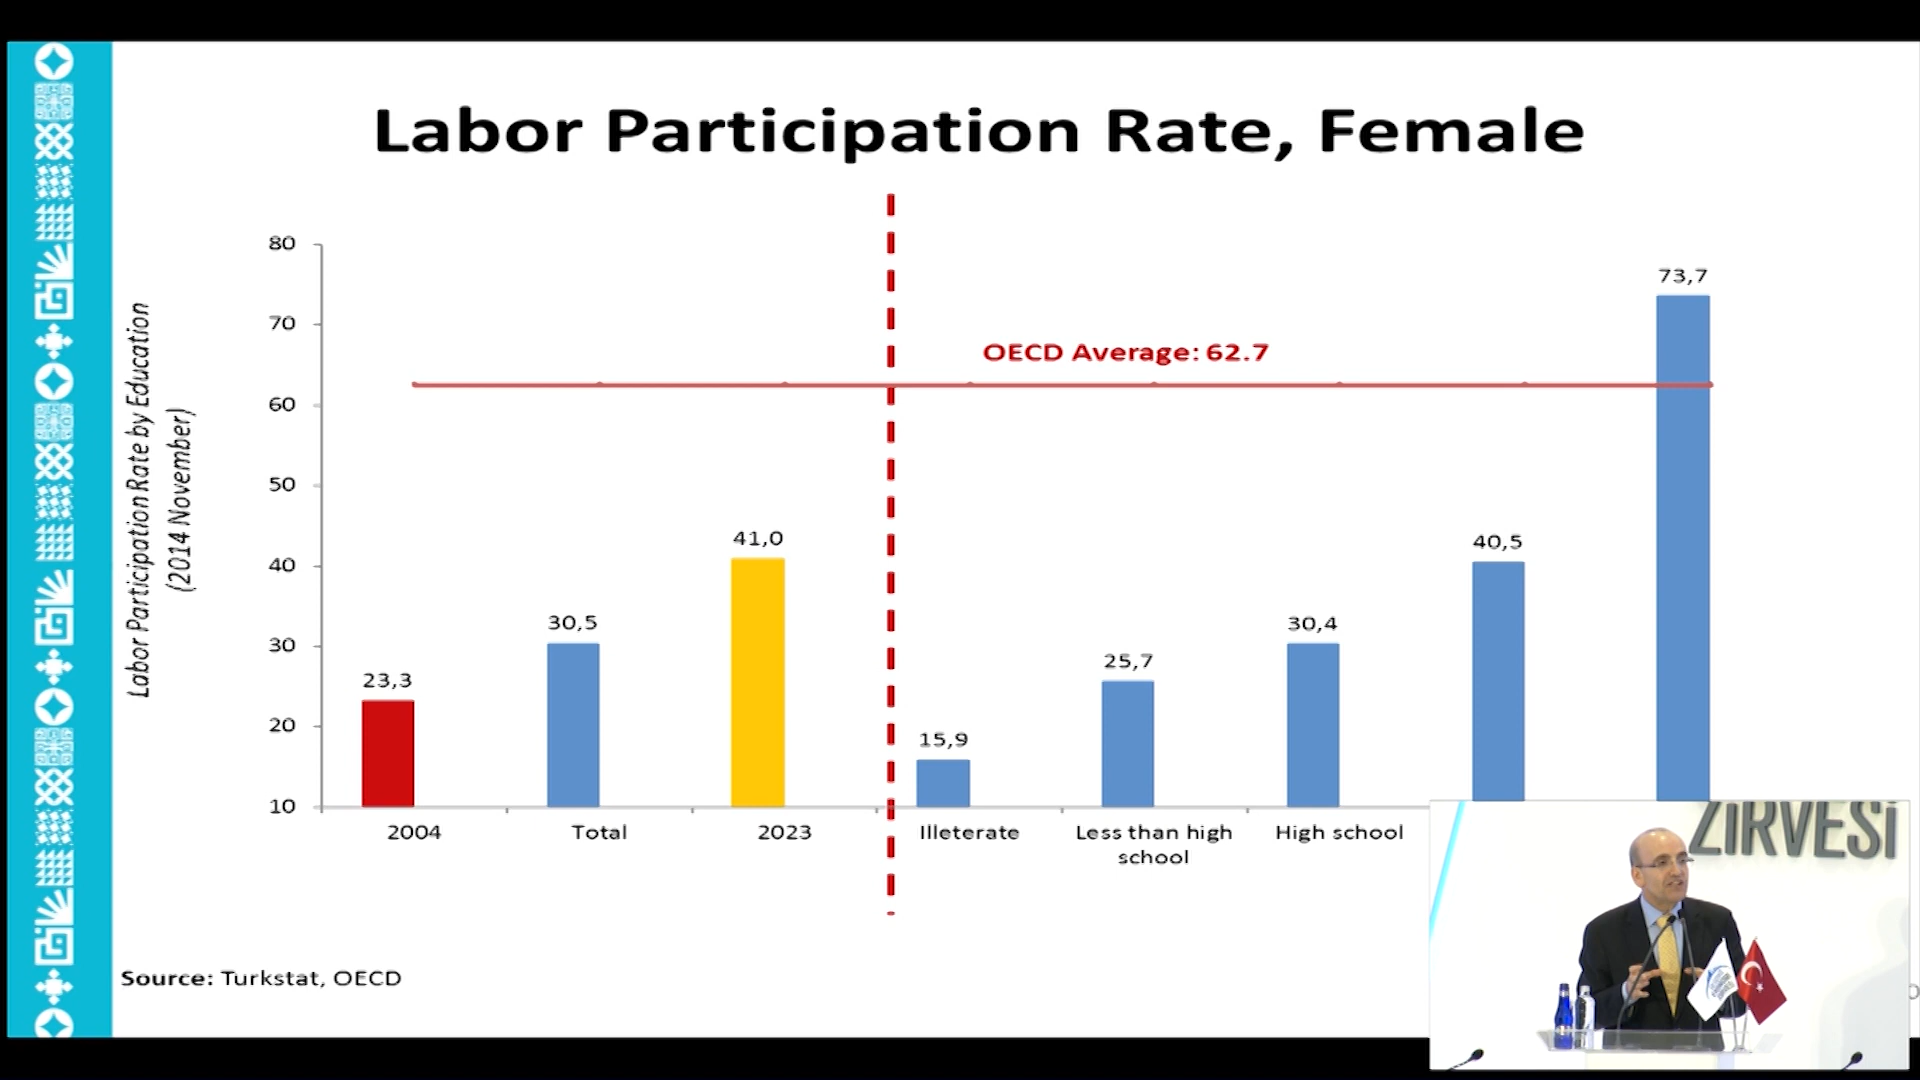 Labor Participation Rate, Female
Labor Participation Rate by Education
(2014 November)
80
70
60
50
40
30
20
10
OECD Average: 62.7
23,3
30,5
41,0
15,9
25,7
30,4
40,5
73,7
2004
Total
2023
Illeterate
Less than high
school
High school
Source: Turkstat, OECD
ZİRVESİ